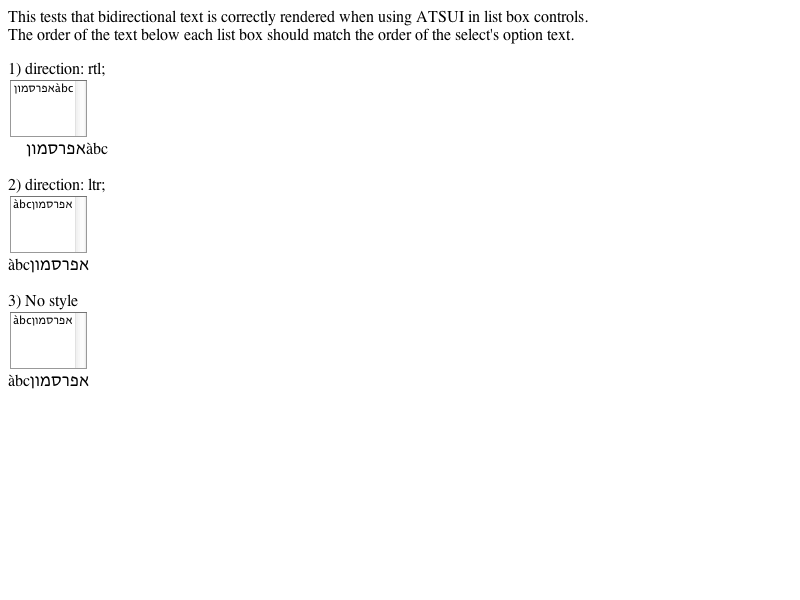 This tests that bidirectional text is correctly rendered when using ATSUI in list box controls.
The order of the text below each list box should match the order of the select's option text.
1) direction: rtl;
àbcאפרסמון
àbcאפרסמון
2) direction: ltr;
àbcאפרסמון
àbcאפרסמון
3) No style
àbcאפרסמון
àbcאפרסמון